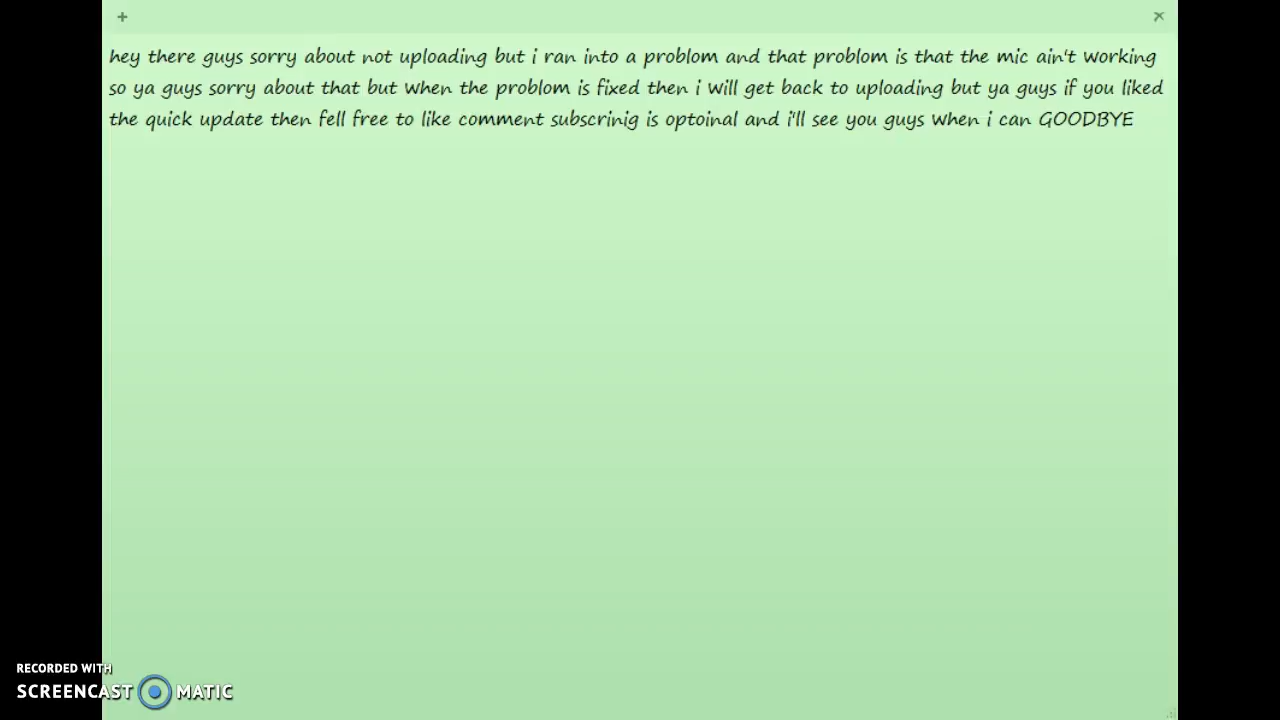 hey there guys sorry about not uploading but i ran into a problom and that problom is that the mic ain't working
so ya guys sorry about that but when the problom is fixed then i will get back to uploading but ya guys if you liked
the quick update then fell free to like comment subscrinig is optoinal and i'll see you guys when i can GOODBYE
RECORDED WITH
SCREENCAST MATIC